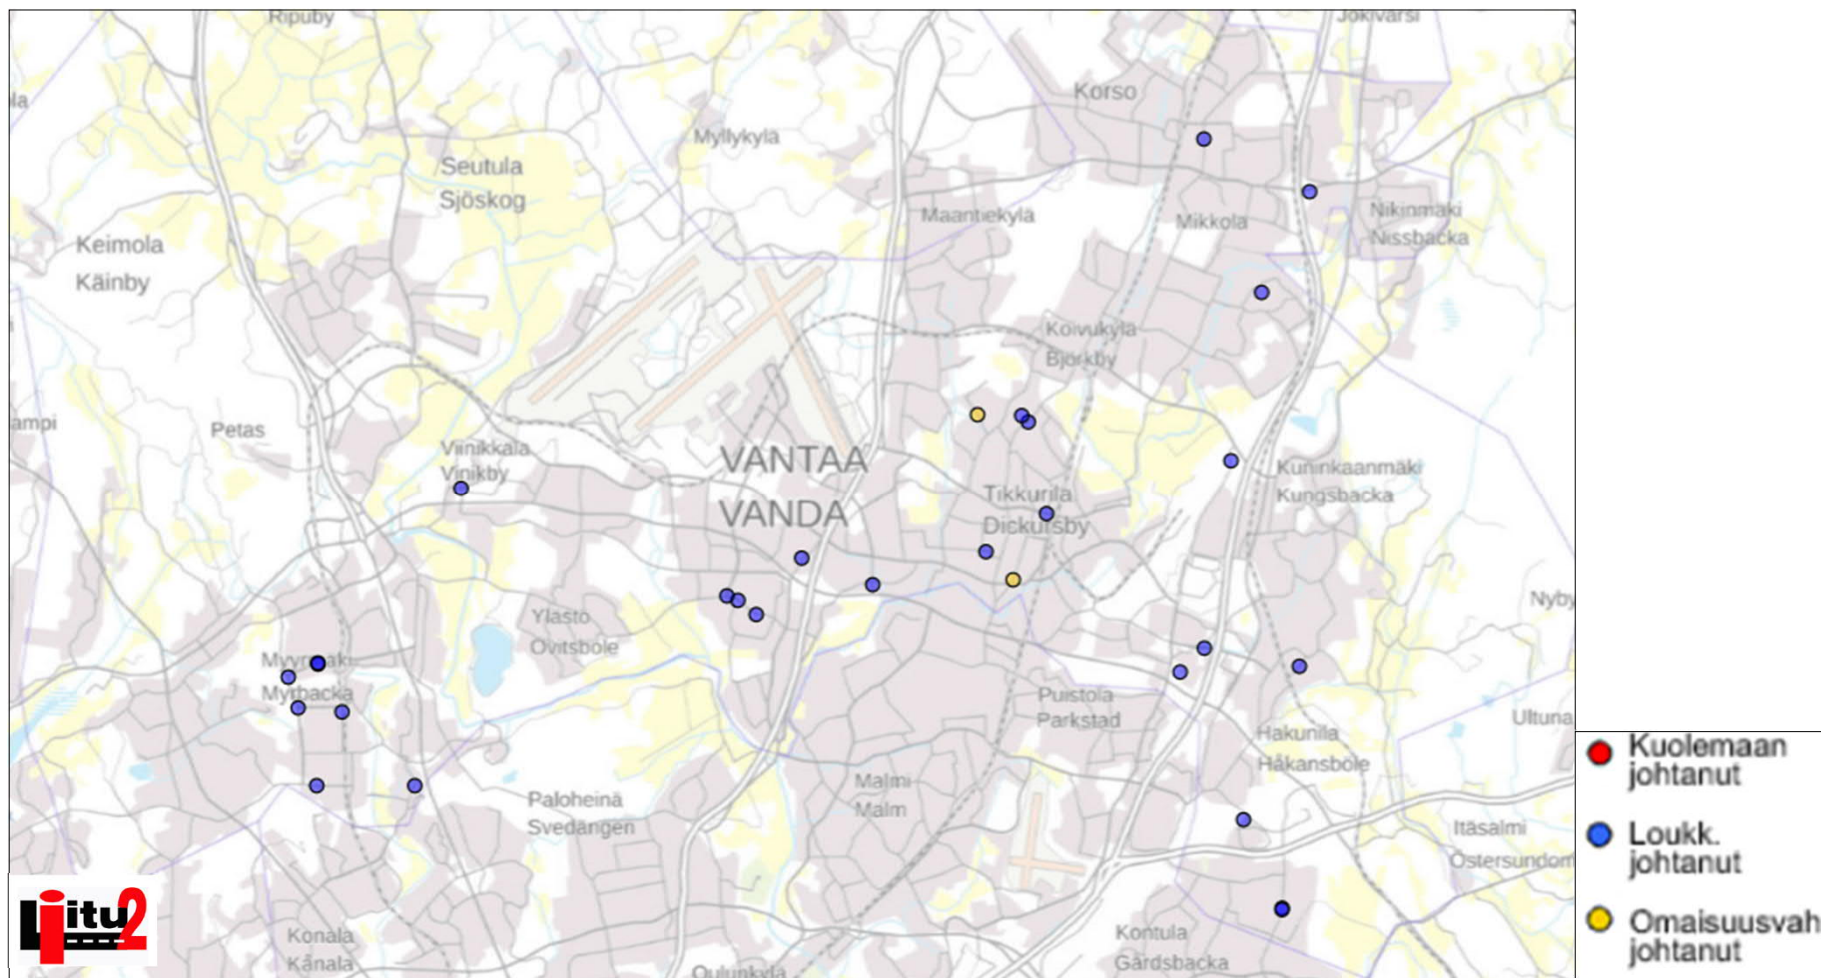 Ripuby
Jokivarsi
Korso
Myllykylä
Seutula
Sjöskog
Maantiekylä
Mikkola
Nikinmäki
Nissbacka
Keimola
Käinby
Koivukylä
Björkby
ampi
Petas
Viinikkala
Vinikby
VANTAA
VANDA
Tikkurila
Dickursby
Kuninkaanmäki
Kungsbacka
Nyby
Ylästö
Övitsböle
Myyrmäki
Myrbacka
Puistola
Parkstad
Ultuna
Hakunila
Håkansböle
Malmi
Malm
Paloheinä
Svedängen
Itäsalmi
Östersundom
Konala
Kånala
Kontula
Gårdsbacka
Oulunkylä
Liitu2
Kuolemaan
johtanut
Loukk.
johtanut
Omaisuusvah
johtanut